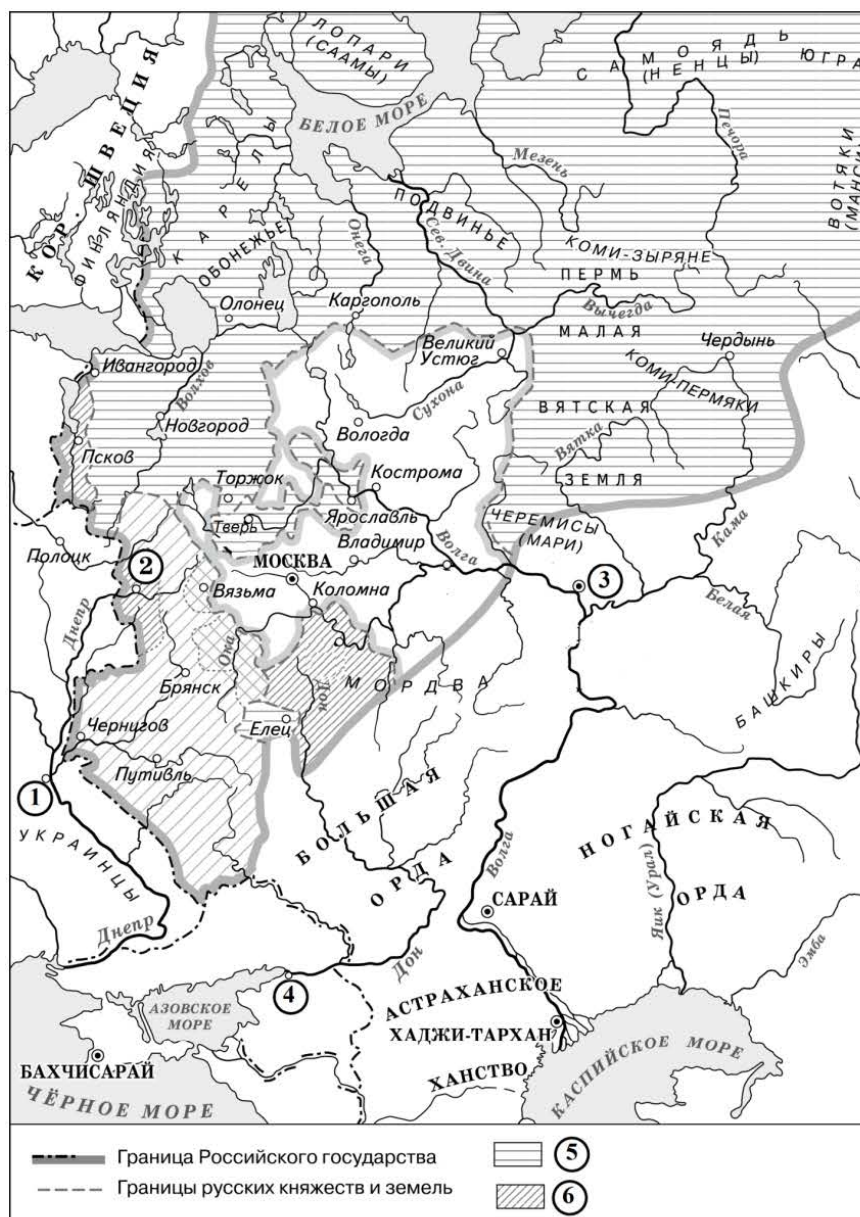 ЛОПАРИ
(СААМЫ)
САМОЯДЬ
(НЕНЦЫ)
ЮГРА
КОР. ШВЕЦИЯ
ФИНЛЯНДИЯ
БЕЛОЕ МОРЕ
Мезень
Печора
ВОТЯКИ
(МАНСИ)
КАРЕЛЫ
ОБОНЕЖЬЕ
Онега
ПОДВИНЬЕ
Сев. Двина
КОМИ-ЗЫРЯНЕ
ПЕРМЬ
Вычегда
МАЛАЯ
Олонец
Каргополь
Великий
Устюг
Чердынь
КОМИ-ПЕРМЯКИ
Ивангород
Волхов
Сухона
Новгород
Вологда
ВЯТСКАЯ
Вятка
ЗЕМЛЯ
Псков
Торжок
Кострома
Тверь
Ярославль
ЧЕРЕМИСЫ
(МАРИ)
Владимир
Волга
Кама
Полоцк
2
МОСКВА
3
Вязьма
Коломна
Белая
Днепр
Ока
Дон
МОРДВА
БАШКИРЫ
Брянск
Елец
Чернигов
Путивль
1
УКРАИНЦЫ
БОЛЬШАЯ
ОРДА
Волга
НОГАЙСКАЯ
ОРДА
Яик (Урал)
САРАЙ
Днепр
Дон
Эмба
4
АЗОВСКОЕ
МОРЕ
АСТРАХАНСКОЕ
ХАДЖИ-ТАРХАН
ХАНСТВО
БАХЧИСАРАЙ
ЧЁРНОЕ МОРЕ
КАСПИЙСКОЕ МОРЕ
Граница Российского государства
5
Границы русских княжеств и земель
6